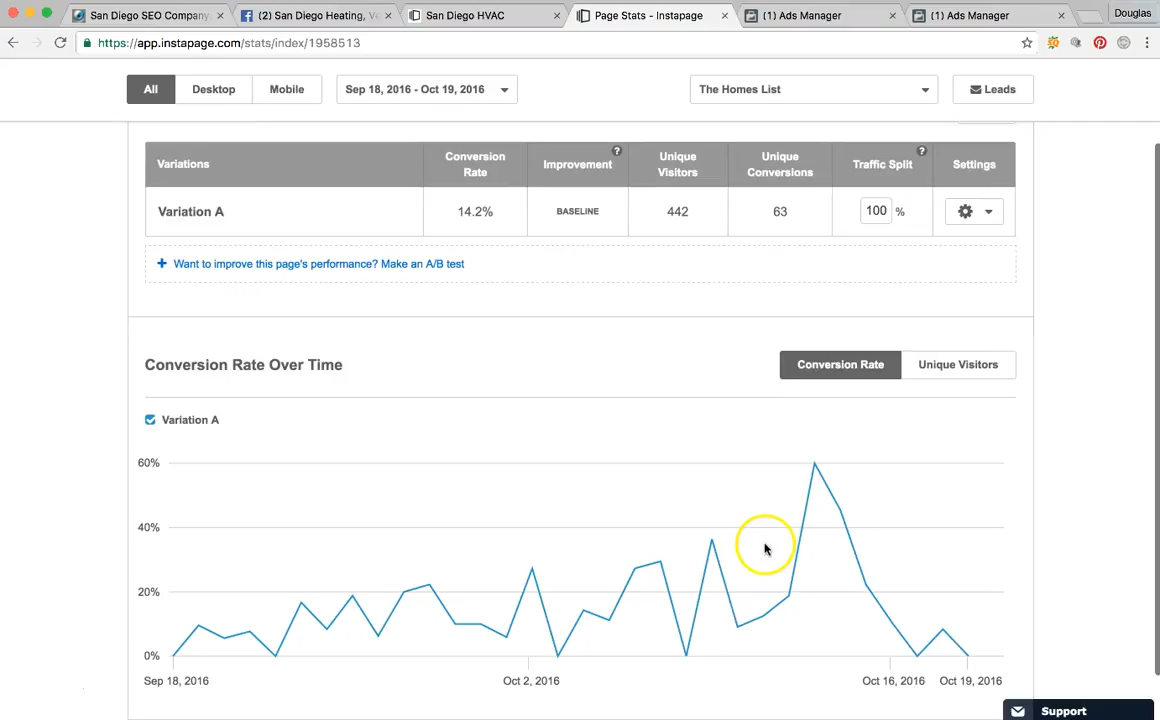 San Diego SEO Company
(2) San Diego Heating, Ve
San Diego HVAC
Page Stats - Instapage
(1) Ads Manager
(1) Ads Manager
Douglas
https://app.instapage.com/stats/index/1958513
All
Desktop
Mobile
Sep 18, 2016 - Oct 19, 2016
The Homes List
Leads
Variations
Conversion Rate
Improvement
?
Unique Visitors
Unique Conversions
Traffic Split
?
Settings
Variation A
14.2%
BASELINE
442
63
100 %
+ Want to improve this page's performance? Make an A/B test
Conversion Rate Over Time
Conversion Rate
Unique Visitors
Variation A
60%
40%
20%
0%
Sep 18, 2016
Oct 2, 2016
Oct 16, 2016
Oct 19, 2016
Support